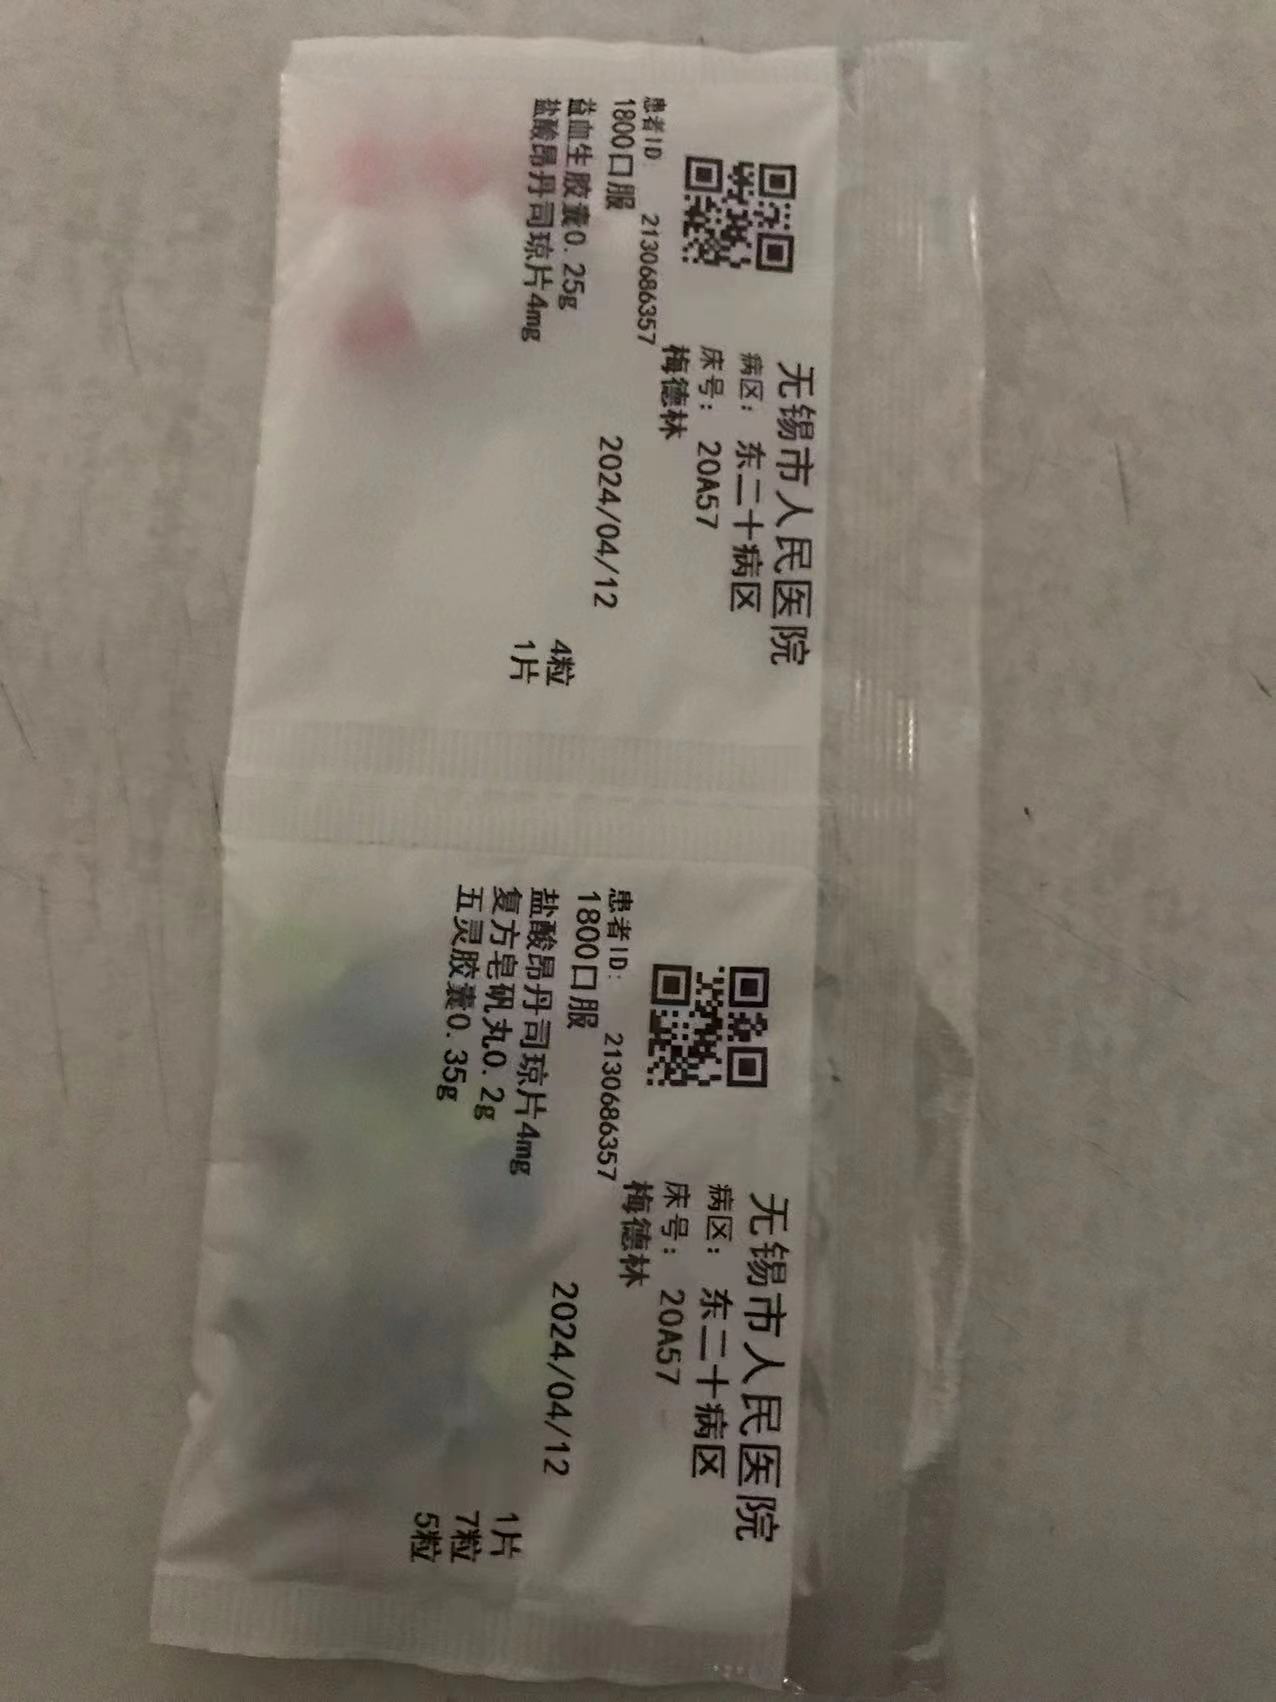 无锡市人民医院
病区: 东二十病区
床号: 20A57
梅德林
患者ID: 2130686357
1800口服 2024/04/12
益血生胶囊0.25g 4粒
盐酸昂丹司琼片4mg 1片
无锡市人民医院
病区: 东二十病区
床号: 20A57
梅德林
患者ID: 2130686357
1800口服 2024/04/12
盐酸昂丹司琼片4mg 1片
复方皂矾丸0.2g 7粒
五灵胶囊0.35g 5粒